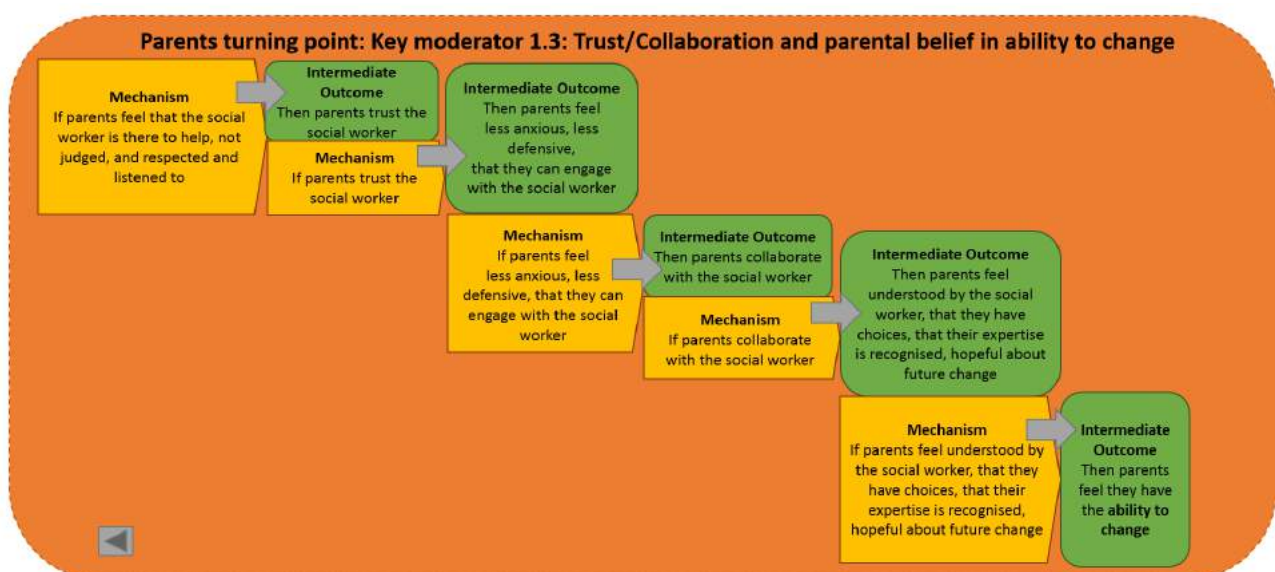 Parents turning point: Key moderator 1.3: Trust/Collaboration and parental belief in ability to change
Mechanism
If parents feel that the social
worker is there to help, not
judged, and respected and
listened to
Intermediate
Outcome
Then parents trust the
social worker
Mechanism
If parents trust the
social worker
Intermediate Outcome
Then parents feel
less anxious, less
defensive,
that they can engage
with the social worker
Mechanism
If parents feel
less anxious, less
defensive, that they can
engage with the social
worker
Intermediate Outcome
Then parents collaborate
with the social worker
Mechanism
If parents collaborate
with the social worker
Intermediate Outcome
Then parents feel
understood by the social
worker, that they have
choices, that their expertise
is recognised, hopeful about
future change
Mechanism
If parents feel understood by
the social worker, that they
have choices, that their
expertise is recognised,
hopeful about future change
Intermediate
Outcome
Then parents
feel they have
the ability to
change